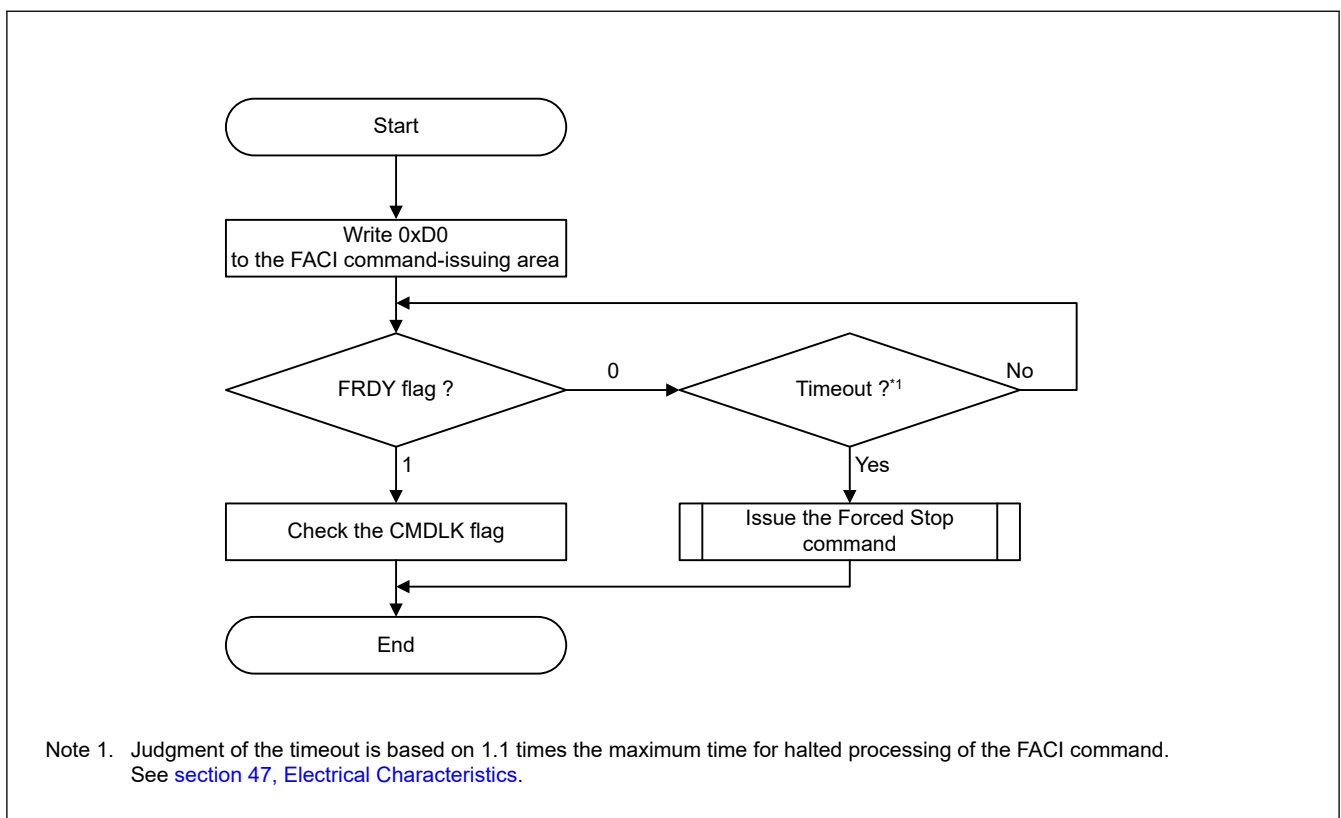 Start
Write 0xD0
to the FACI command-issuing area
FRDY flag ?
0
Timeout ?*1
No
1
Yes
Check the CMDLK flag
Issue the Forced Stop
command
End
Note 1. Judgment of the timeout is based on 1.1 times the maximum time for halted processing of the FACI command.
See section 47, Electrical Characteristics.